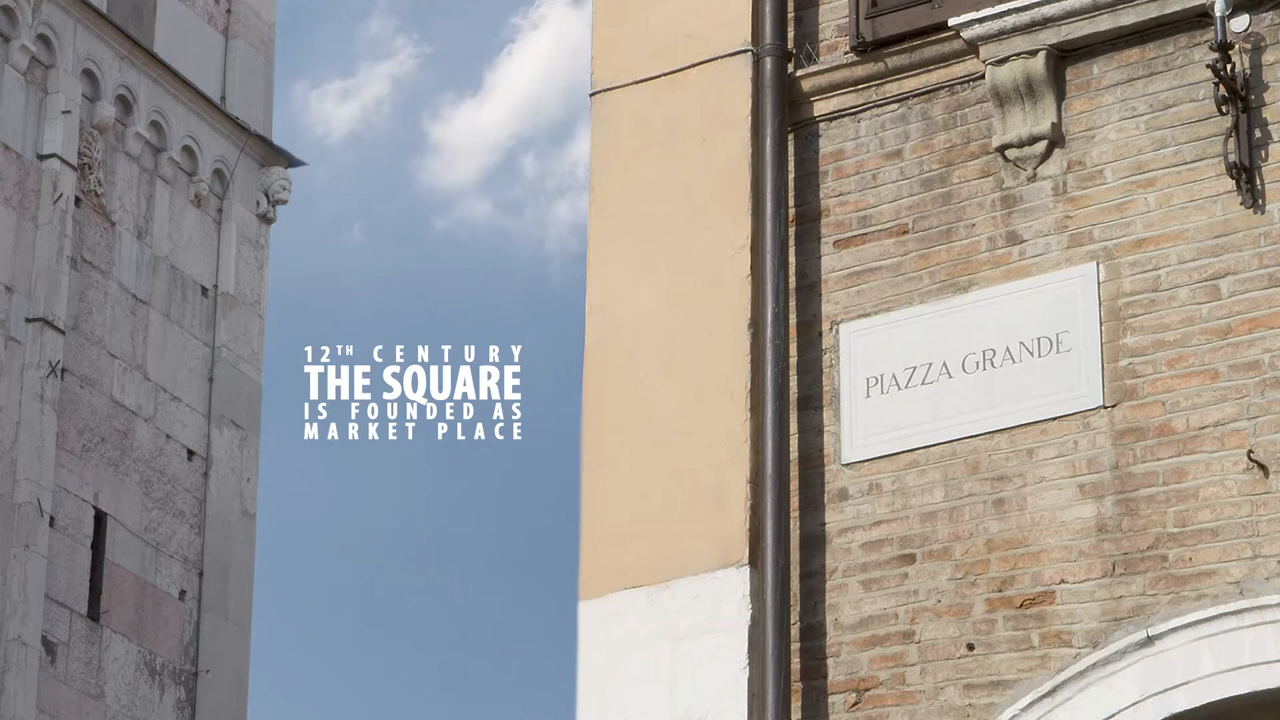 12TH CENTURY
THE SQUARE
IS FOUNDED AS
MARKET PLACE
PIAZZA GRANDE